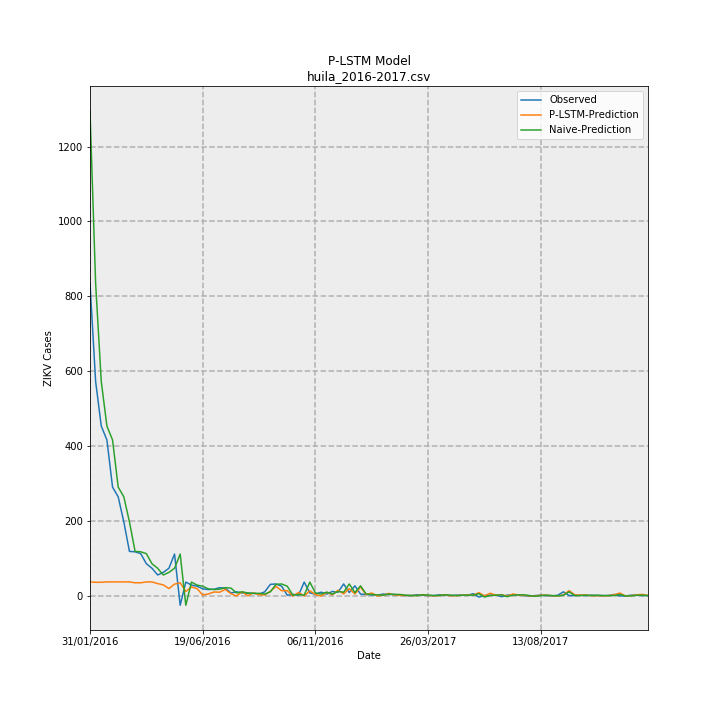 P-LSTM Model
huila_2016-2017.csv
Observed
P-LSTM-Prediction
Naive-Prediction
1200
1000
800
600
400
200
0
ZIKV Cases
31/01/2016
19/06/2016
06/11/2016
26/03/2017
13/08/2017
Date